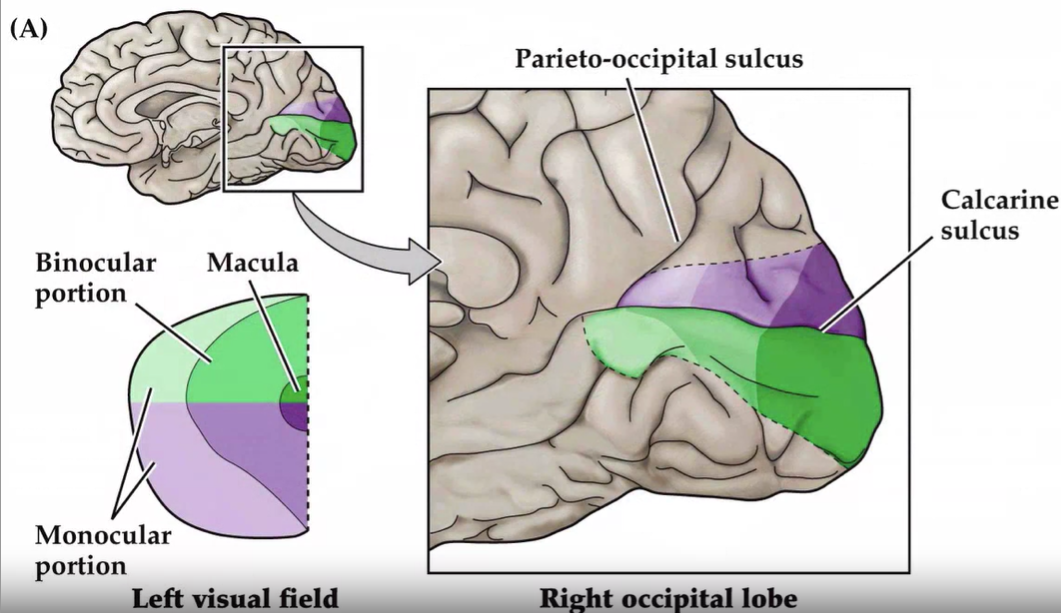 (A)
Parieto-occipital sulcus
Calcarine
sulcus
Binocular
portion
Macula
Monocular
portion
Left visual field
Right occipital lobe